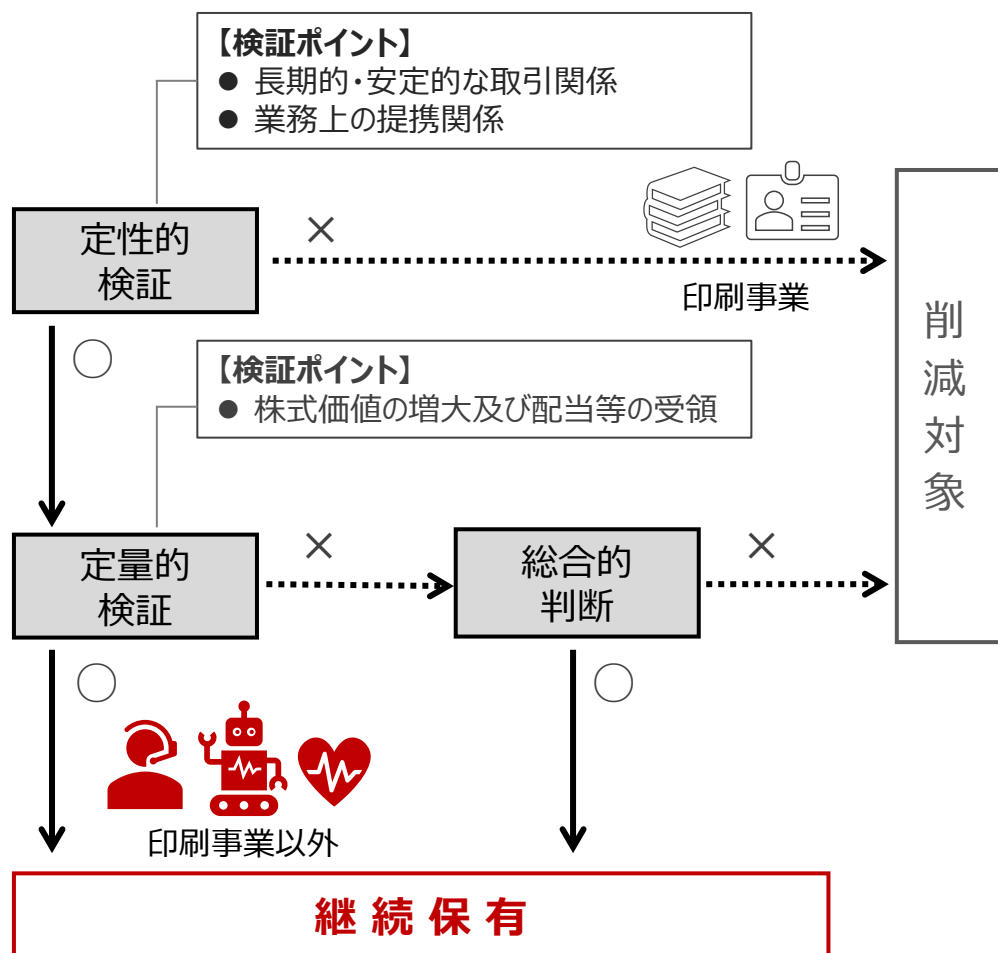 【検証ポイント】
● 長期的・安定的な取引関係
● 業務上の提携関係
定性的
検証
×
印刷事業
削
減
対
象
○
【検証ポイント】
● 株式価値の増大及び配当等の受領
定量的
検証
×
総合的
判断
×
○
○
印刷事業以外
継続保有